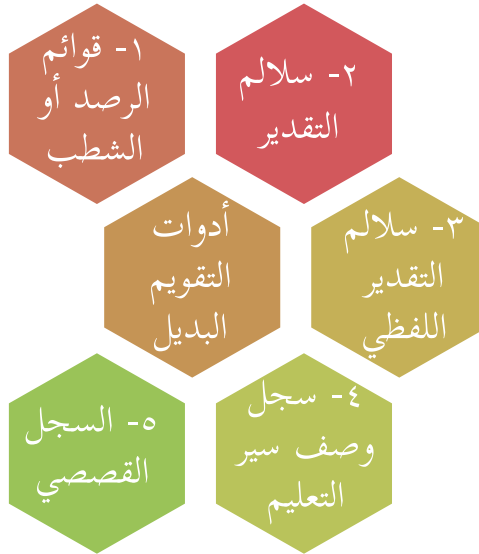 ١- قوائم
الرصد أو
الشطب
٢- سلالم
التقدير
أدوات
التقويم
البديل
٣- سلالم
التقدير
اللفظي
٤- سجل
وصف سير
التعليم
٥- السجل
القصصي